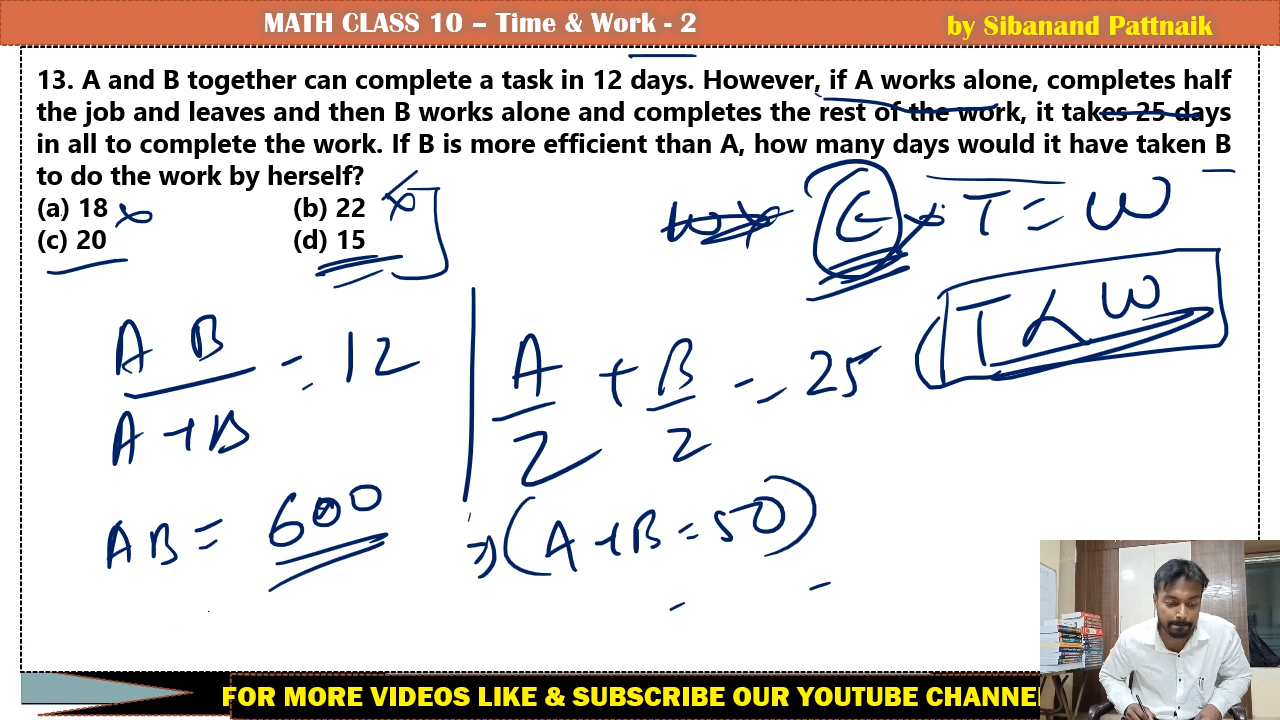 MATH CLASS 10 – Time & Work - 2
by Sibanand Pattnaik
13. A and B together can complete a task in 12 days. However, if A works alone, completes half
the job and leaves and then B works alone and completes the rest of the work, it takes 25 days
in all to complete the work. If B is more efficient than A, how many days would it have taken B
to do the work by herself?
(a) 18 (b) 22
(c) 20 (d) 15
E × T = W
T ∝ W
A B / A + B = 12
A/2 + B/2 = 25
AB = 600
⇒ (A + B = 50)
FOR MORE VIDEOS LIKE & SUBSCRIBE OUR YOUTUBE CHANNE